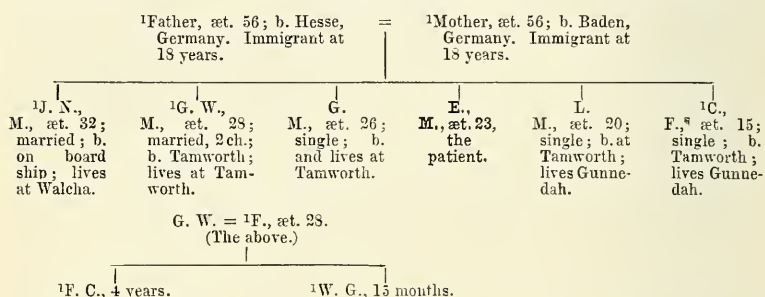 ¹Father, æt. 56; b. Hesse, = ¹Mother, æt. 56; b. Baden,
Germany. Immigrant at Germany. Immigrant at
18 years. 18 years.
¹J. N.,
M., æt. 32;
married; b.
on board
ship; lives
at Walcha.
¹G. W.,
M., æt. 28;
married, 2 ch.;
b. Tamworth;
lives at Tam-
worth.
G.
M., æt. 26;
single; b.
and lives at
Tamworth.
E.,
M., æt. 23,
the
patient.
L.
M., æt. 20;
single; b. at
Tamworth;
lives Gunne-
dah.
¹C.,
F., æt. 15;
single; b.
Tamworth;
lives Gunne-
dah.
G. W. = ¹F., æt. 28.
(The above.)
¹F. C., 4 years. ¹W. G., 15 months.